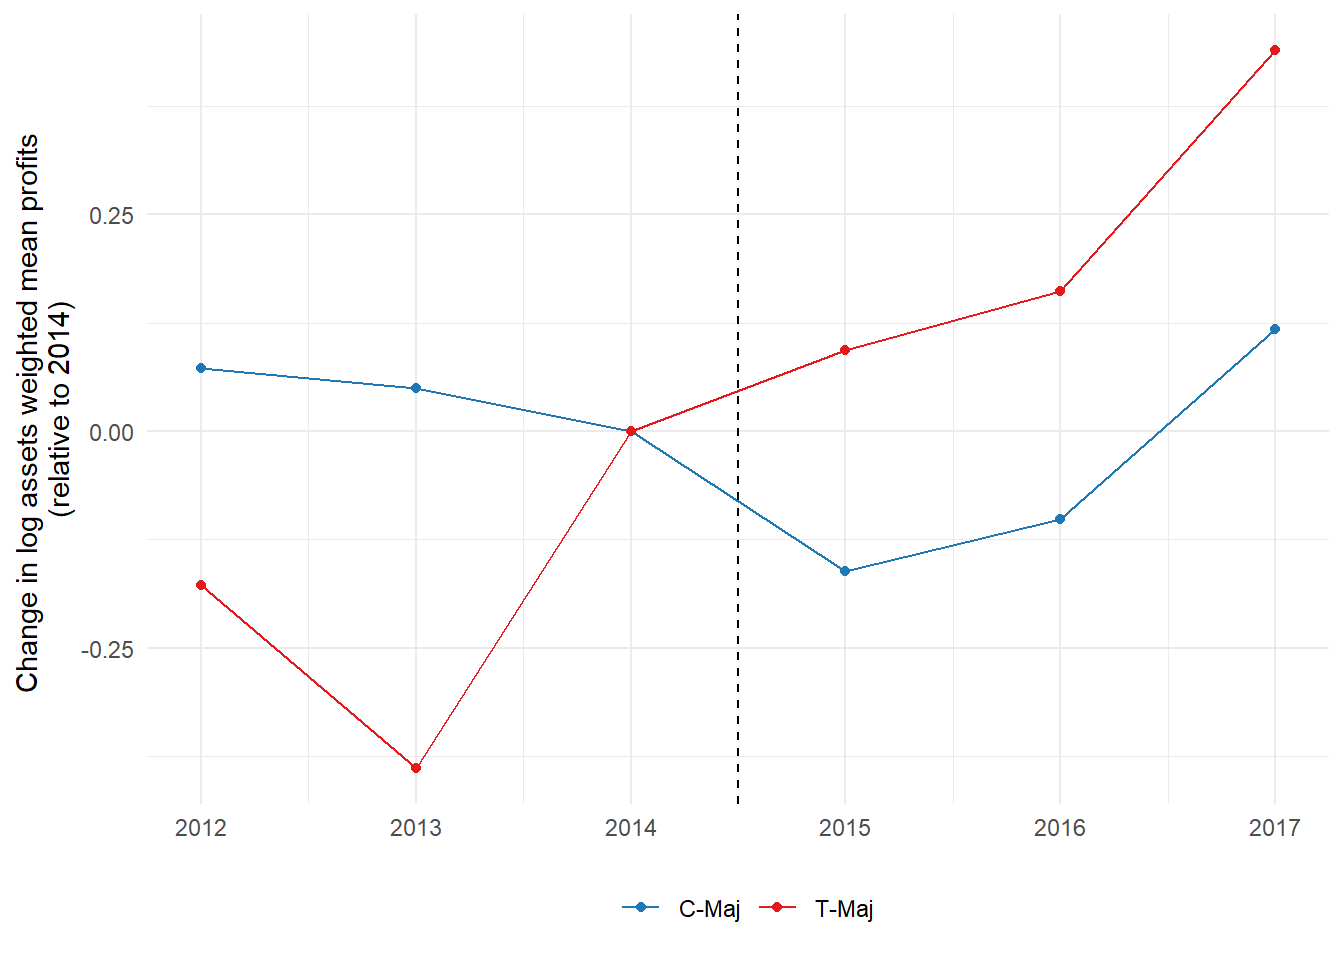 Change in log assets weighted mean profits
(relative to 2014)
0.25
0.00
-0.25
2012 2013 2014 2015 2016 2017
C-Maj T-Maj